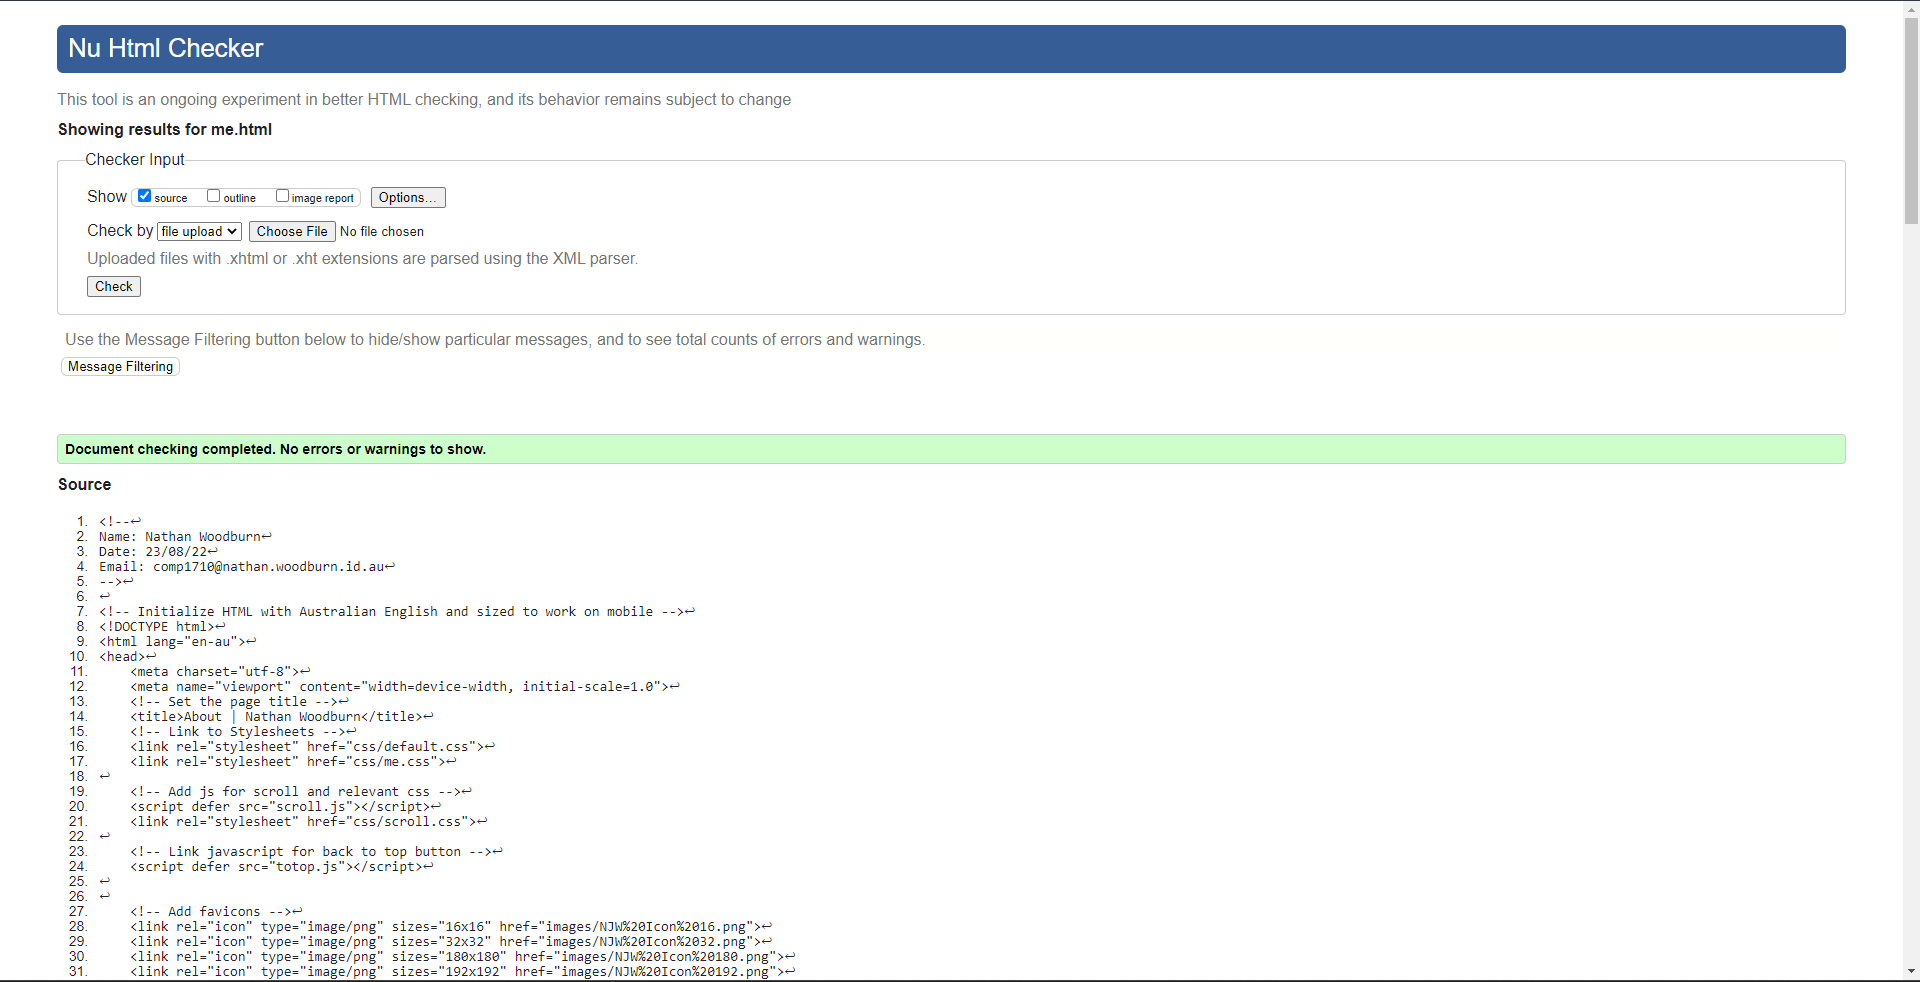 Nu Html Checker
This tool is an ongoing experiment in better HTML checking, and its behavior remains subject to change
Showing results for me.html
Checker Input
Show source outline image report Options...
Check by file upload Choose File No file chosen
Uploaded files with .xhtml or .xht extensions are parsed using the XML parser.
Check
Use the Message Filtering button below to hide/show particular messages, and to see total counts of errors and warnings.
Message Filtering
Document checking completed. No errors or warnings to show.
Source
1. <!--↩
2. Name: Nathan Woodburn↩
3. Date: 23/08/22↩
4. Email: comp1710@nathan.woodburn.id.au↩
5. -->↩
6. ↩
7. <!-- Initialize HTML with Australian English and sized to work on mobile -->↩
8. <!DOCTYPE html>↩
9. <html lang="en-au">↩
10. <head>↩
11. <meta charset="utf-8">↩
12. <meta name="viewport" content="width=device-width, initial-scale=1.0">↩
13. <!-- Set the page title -->↩
14. <title>About | Nathan Woodburn</title>↩
15. <!-- Link to Stylesheets -->↩
16. <link rel="stylesheet" href="css/default.css">↩
17. <link rel="stylesheet" href="css/me.css">↩
18. ↩
19. <!-- Add js for scroll and relevant css -->↩
20. <script defer src="scroll.js"></script>↩
21. <link rel="stylesheet" href="css/scroll.css">↩
22. ↩
23. <!-- Link javascript for back to top button -->↩
24. <script defer src="totop.js"></script>↩
25. ↩
26. ↩
27. <!-- Add favicons -->↩
28. <link rel="icon" type="image/png" sizes="16x16" href="images/NJW%20Icon%2016.png">↩
29. <link rel="icon" type="image/png" sizes="32x32" href="images/NJW%20Icon%2032.png">↩
30. <link rel="icon" type="image/png" sizes="180x180" href="images/NJW%20Icon%20180.png">↩
31. <link rel="icon" type="image/png" sizes="192x192" href="images/NJW%20Icon%20192.png">↩